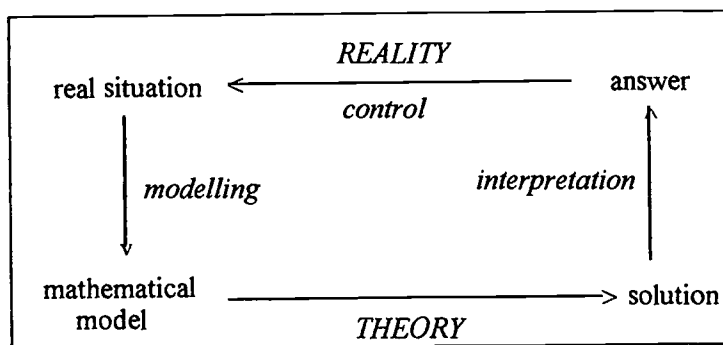 REALITY
real situation
answer
control
modelling
interpretation
mathematical
model
solution
THEORY